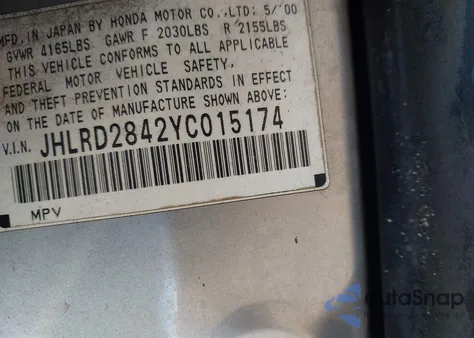 MFD. IN JAPAN BY HONDA MOTOR CO., LTD: 5/'00
GVWR 4165LBS GAWR F 2030LBS R 2155LBS
THIS VEHICLE CONFORMS TO ALL APPLICABLE
FEDERAL MOTOR VEHICLE SAFETY,
AND THEFT PREVENTION STANDARDS IN EFFECT
ON THE DATE OF MANUFACTURE SHOWN ABOVE:
V.I.N. JHLRD2842YC015174
MPV
autoSnap